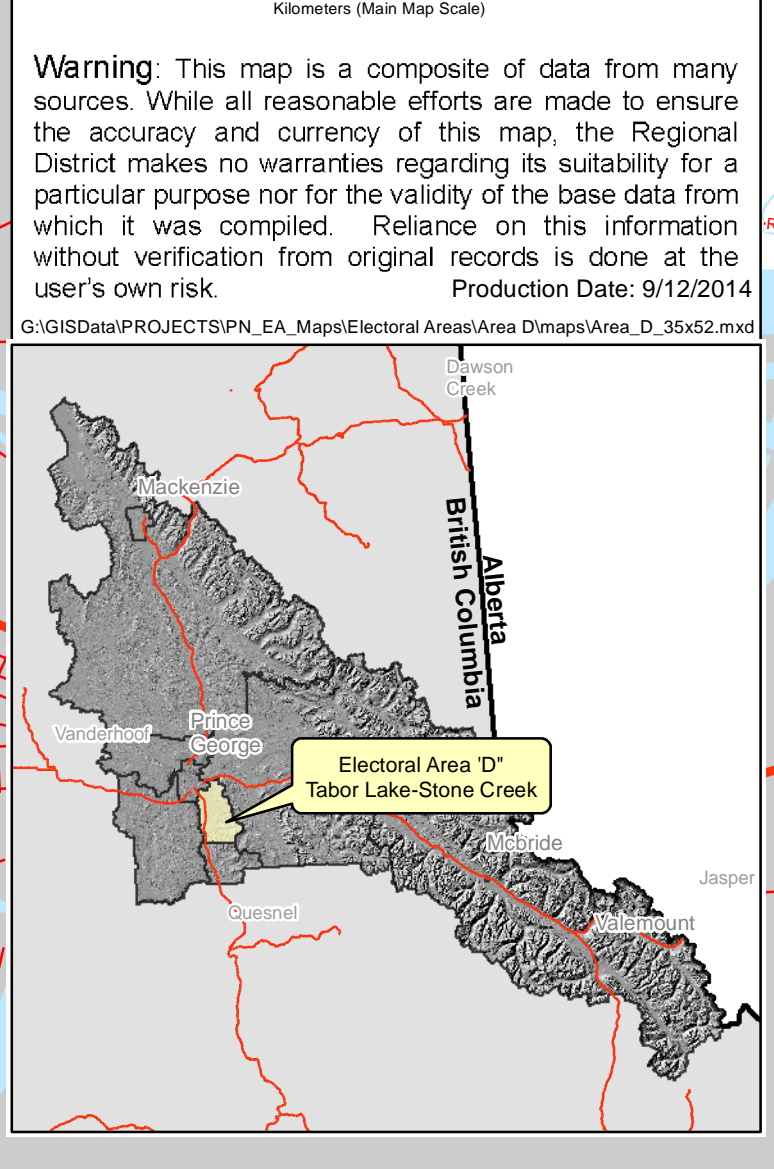 Kilometers (Main Map Scale)
Warning: This map is a composite of data from many
sources. While all reasonable efforts are made to ensure
the accuracy and currency of this map, the Regional
District makes no warranties regarding its suitability for a
particular purpose nor for the validity of the base data from
which it was compiled. Reliance on this information
without verification from original records is done at the
user's own risk.
Production Date: 9/12/2014
G:\GISData\PROJECTS\PN_EA_Maps\Electoral Areas\Area D\maps\Area_D_35x52.mxd
Dawson
Creek
Mackenzie
British Columbia
Alberta
Vanderhoof
Prince
George
Electoral Area 'D"
Tabor Lake-Stone Creek
Mcbride
Jasper
Quesnel
Valemount